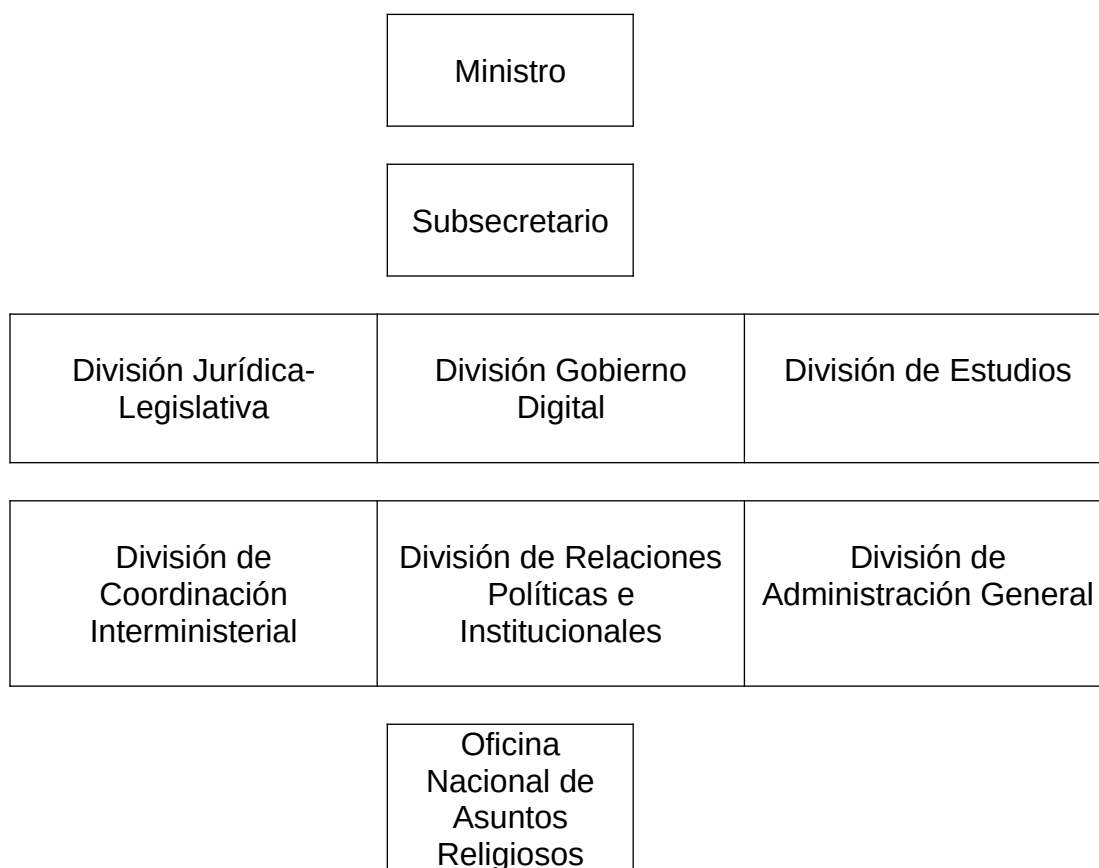 Ministro
Subsecretario
División Jurídica-
Legislativa
División Gobierno
Digital
División de Estudios
División de
Coordinación
Interministerial
División de Relaciones
Políticas e
Institucionales
División de
Administración General
Oficina
Nacional de
Asuntos
Religiosos